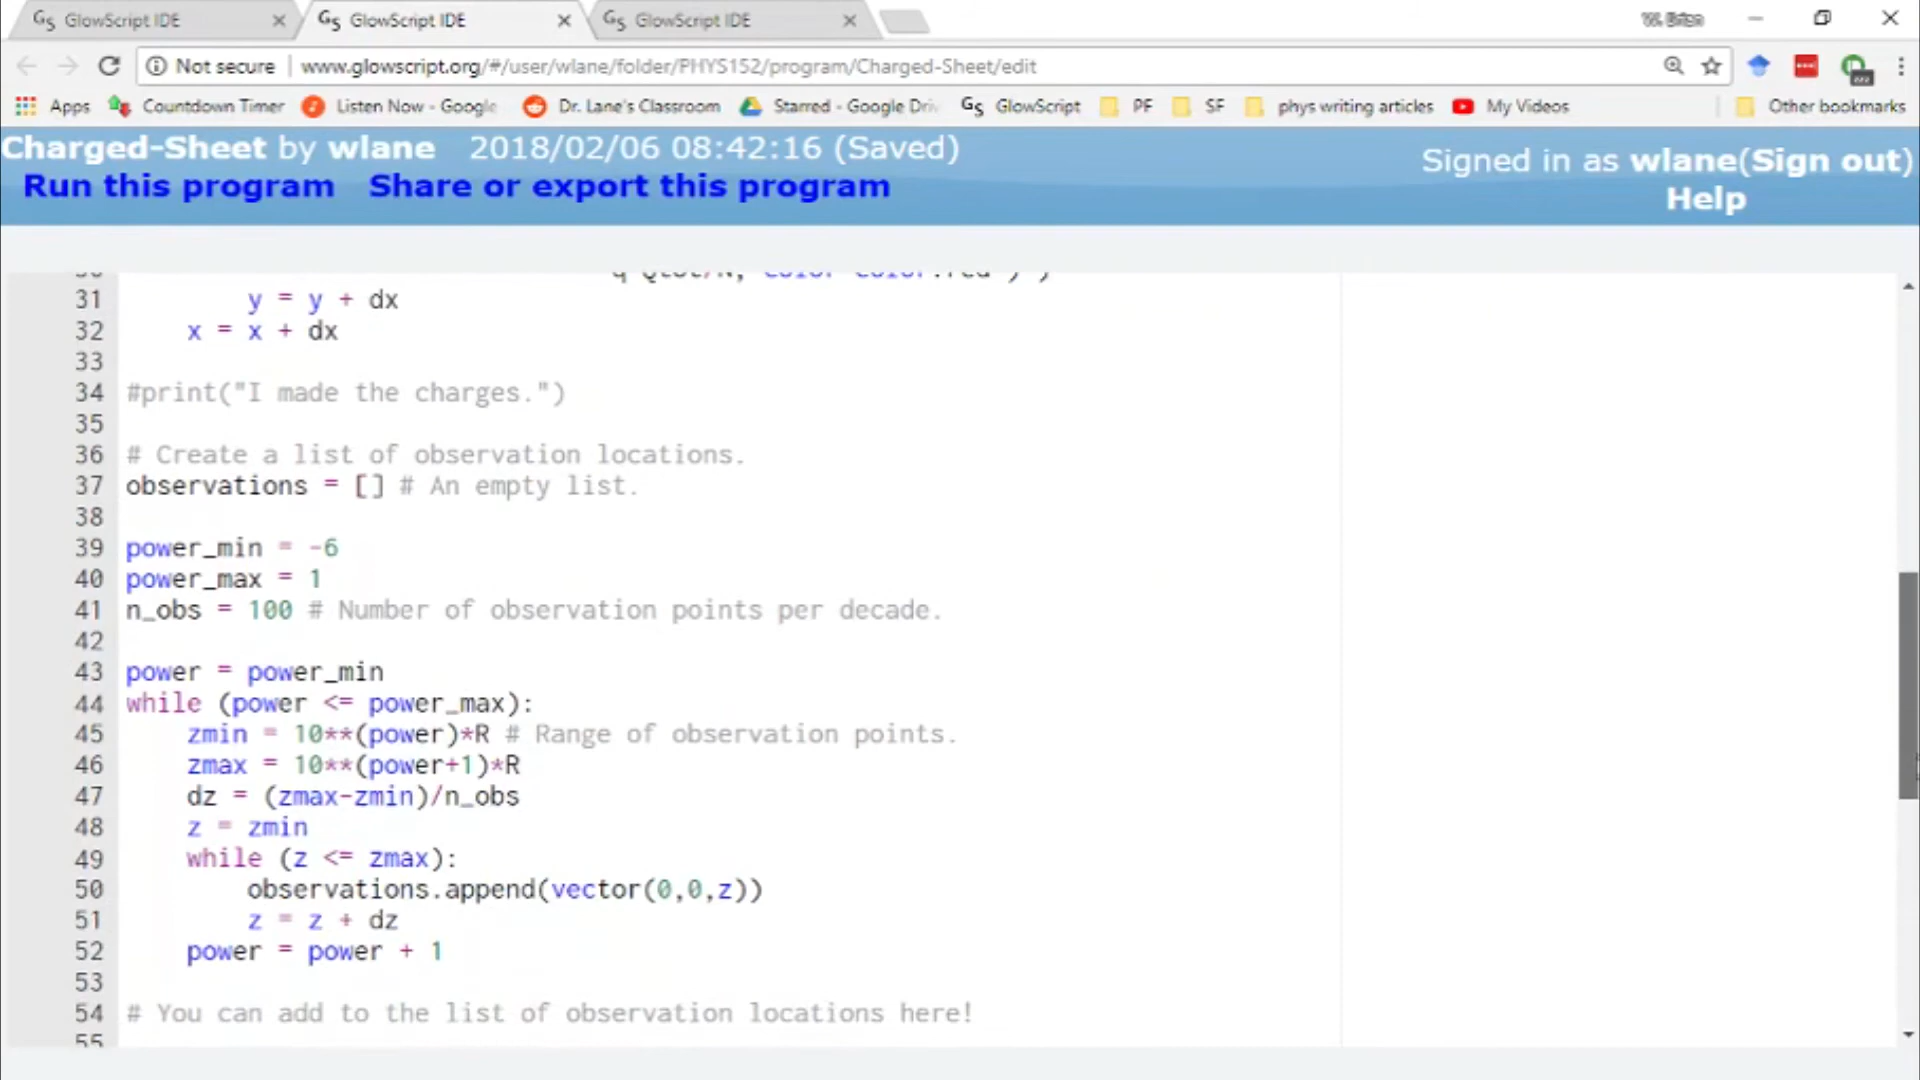 GlowScript IDE GlowScript IDE GlowScript IDE
Not secure www.glowscript.org/#/user/wlane/folder/PHYS152/program/Charged-Sheet/edit
Apps Countdown Timer Listen Now - Google Dr. Lane's Classroom Starred - Google Driv GlowScript PF SF phys writing articles My Videos Other bookmarks
Charged-Sheet by wlane 2018/02/06 08:42:16 (Saved)
Signed in as wlane(Sign out)
Run this program Share or export this program
Help
31 y = y + dx
32 x = x + dx
33
34 #print("I made the charges.")
35
36 # Create a list of observation locations.
37 observations = [] # An empty list.
38
39 power_min = -6
40 power_max = 1
41 n_obs = 100 # Number of observation points per decade.
42
43 power = power_min
44 while (power <= power_max):
45 zmin = 10**(power)*R # Range of observation points.
46 zmax = 10**(power+1)*R
47 dz = (zmax-zmin)/n_obs
48 z = zmin
49 while (z <= zmax):
50 observations.append(vector(0,0,z))
51 z = z + dz
52 power = power + 1
53
54 # You can add to the list of observation locations here!
55